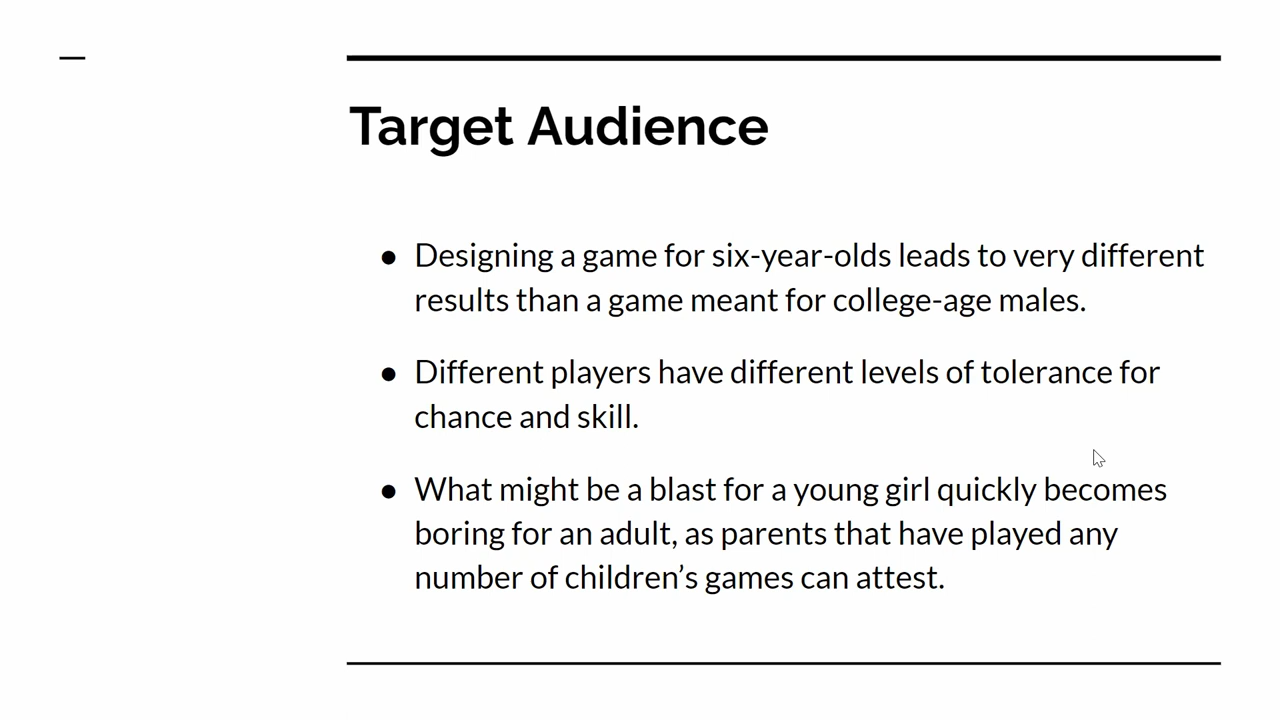 Target Audience
● Designing a game for six-year-olds leads to very different
results than a game meant for college-age males.
● Different players have different levels of tolerance for
chance and skill.
● What might be a blast for a young girl quickly becomes
boring for an adult, as parents that have played any
number of children’s games can attest.